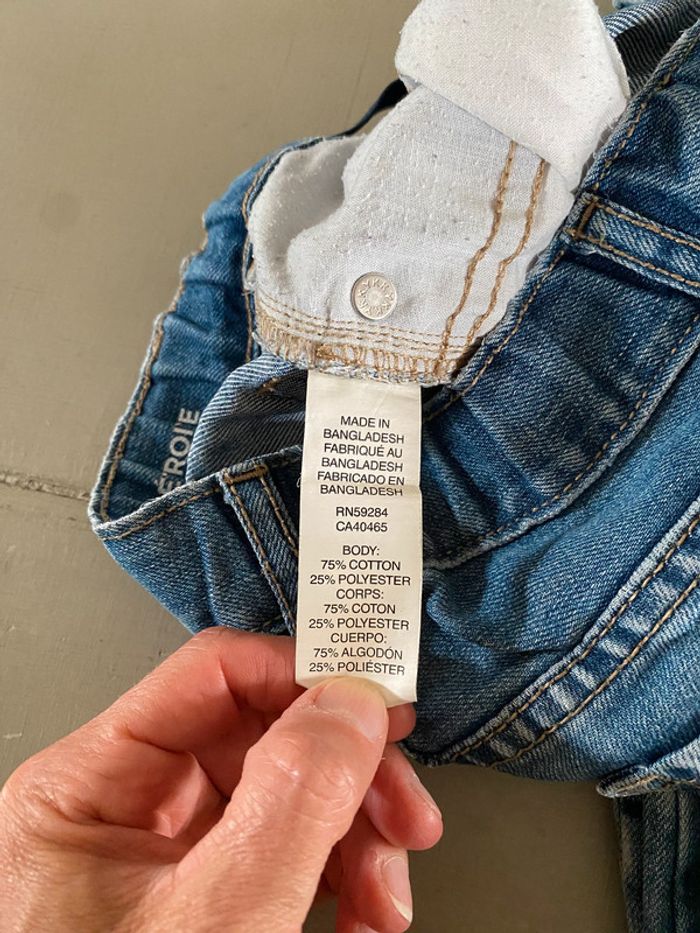 MADE IN
BANGLADESH
FABRIQUÉ AU
BANGLADESH
FABRICADO EN
BANGLADESH
RN59284
CA40465
BODY:
75% COTTON
25% POLYESTER
CORPS:
75% COTON
25% POLYESTER
CUERPO:
75% ALGODÓN
25% POLIÉSTER